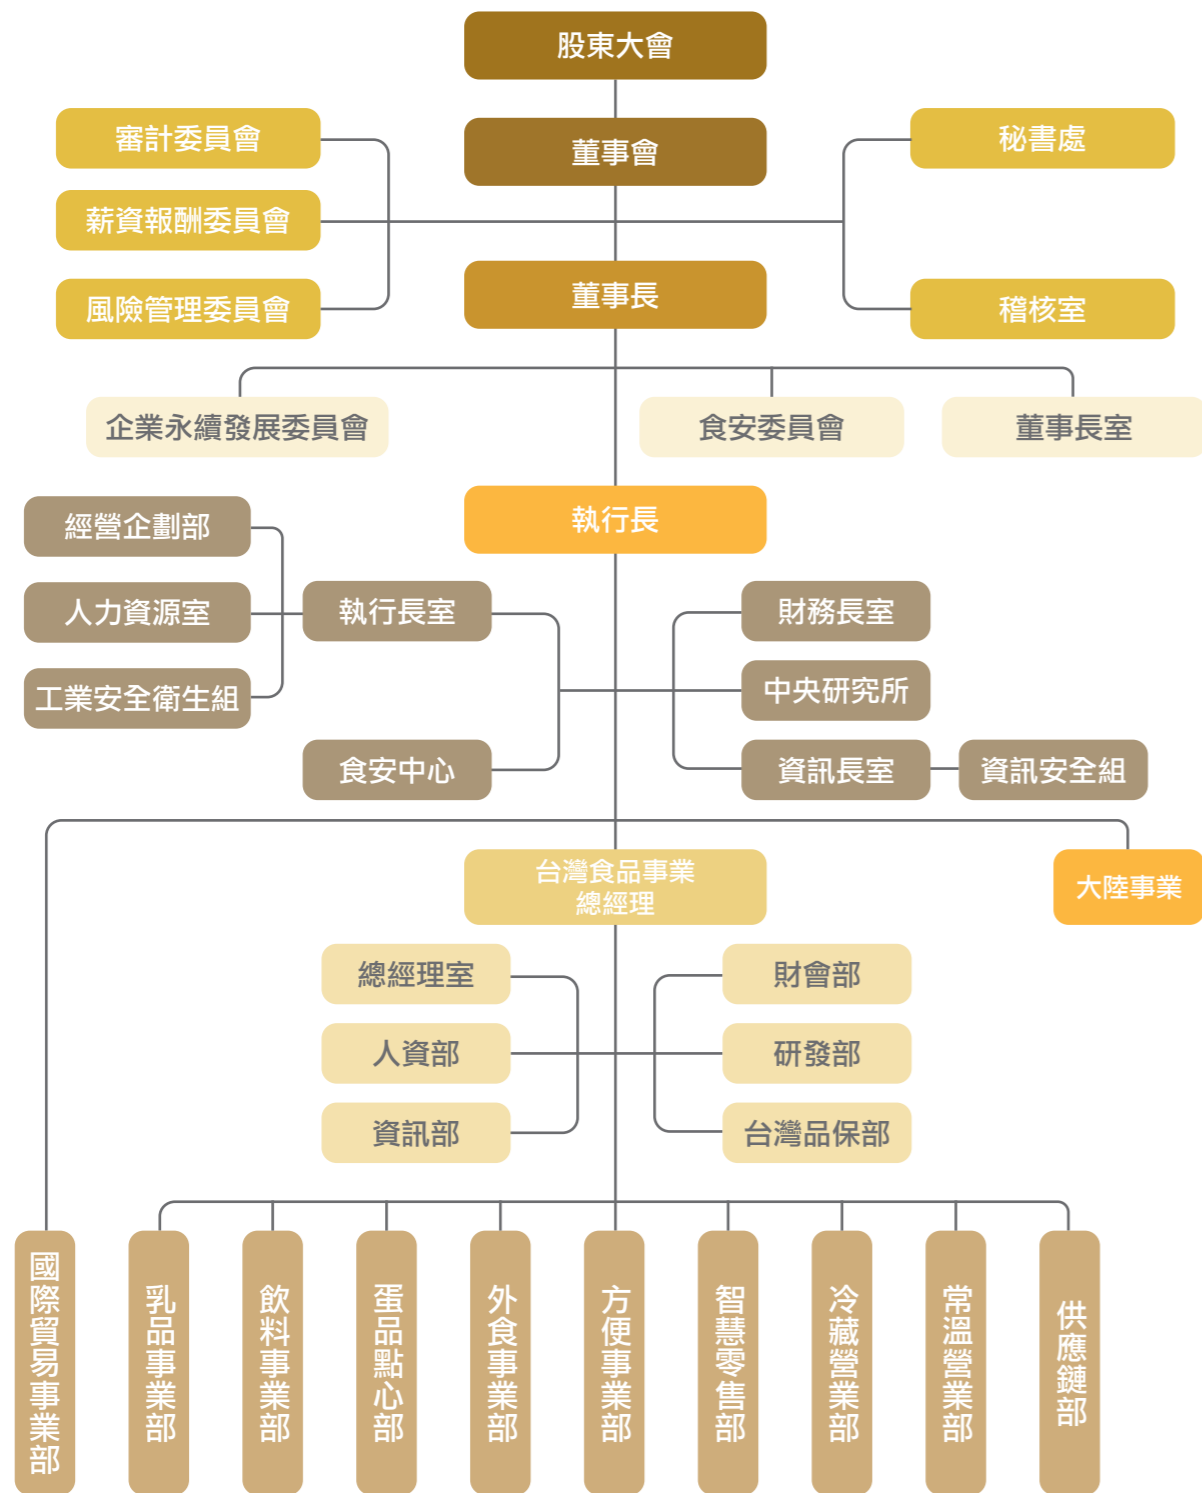 股東大會
審計委員會
董事會
秘書處
薪資報酬委員會
董事長
風險管理委員會
稽核室
企業永續發展委員會
食安委員會
董事長室
經營企劃部
執行長
人力資源室
執行長室
財務長室
工業安全衛生組
中央研究所
食安中心
資訊長室
資訊安全組
台灣食品事業
總經理
大陸事業
總經理室
財會部
人資部
研發部
資訊部
台灣品保部
國際貿易事業部
乳品事業部
飲料事業部
蛋品點心部
外食事業部
方便事業部
智慧零售部
冷藏營業部
常溫營業部
供應鏈部